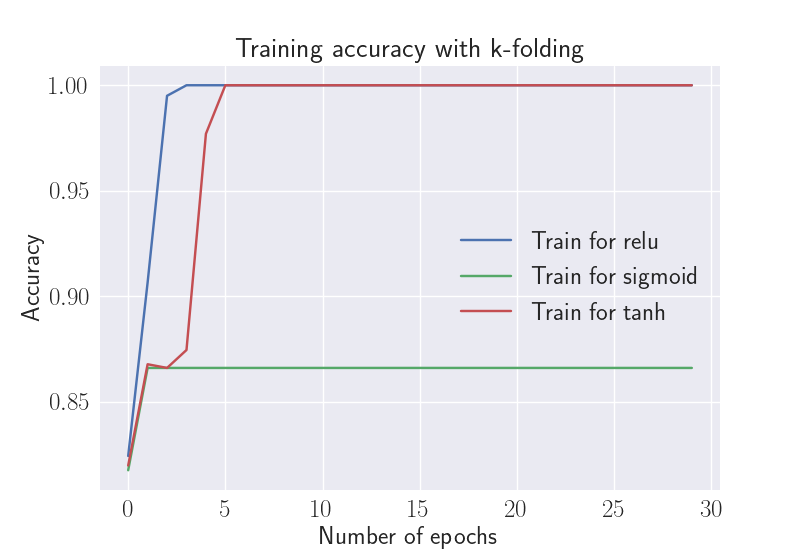 Training accuracy with k-folding
1.00
0.95
0.90
0.85
Accuracy
Train for relu
Train for sigmoid
Train for tanh
0 5 10 15 20 25 30
Number of epochs